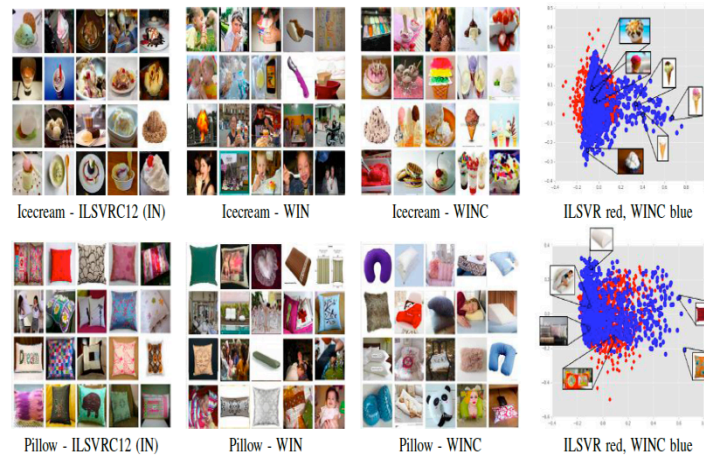 Icecream - ILSVRC12 (IN)
Icecream - WIN
Icecream - WINC
ILSVR red, WINC blue
Dream
Pillow - ILSVRC12 (IN)
Pillow - WIN
Pillow - WINC
ILSVR red, WINC blue